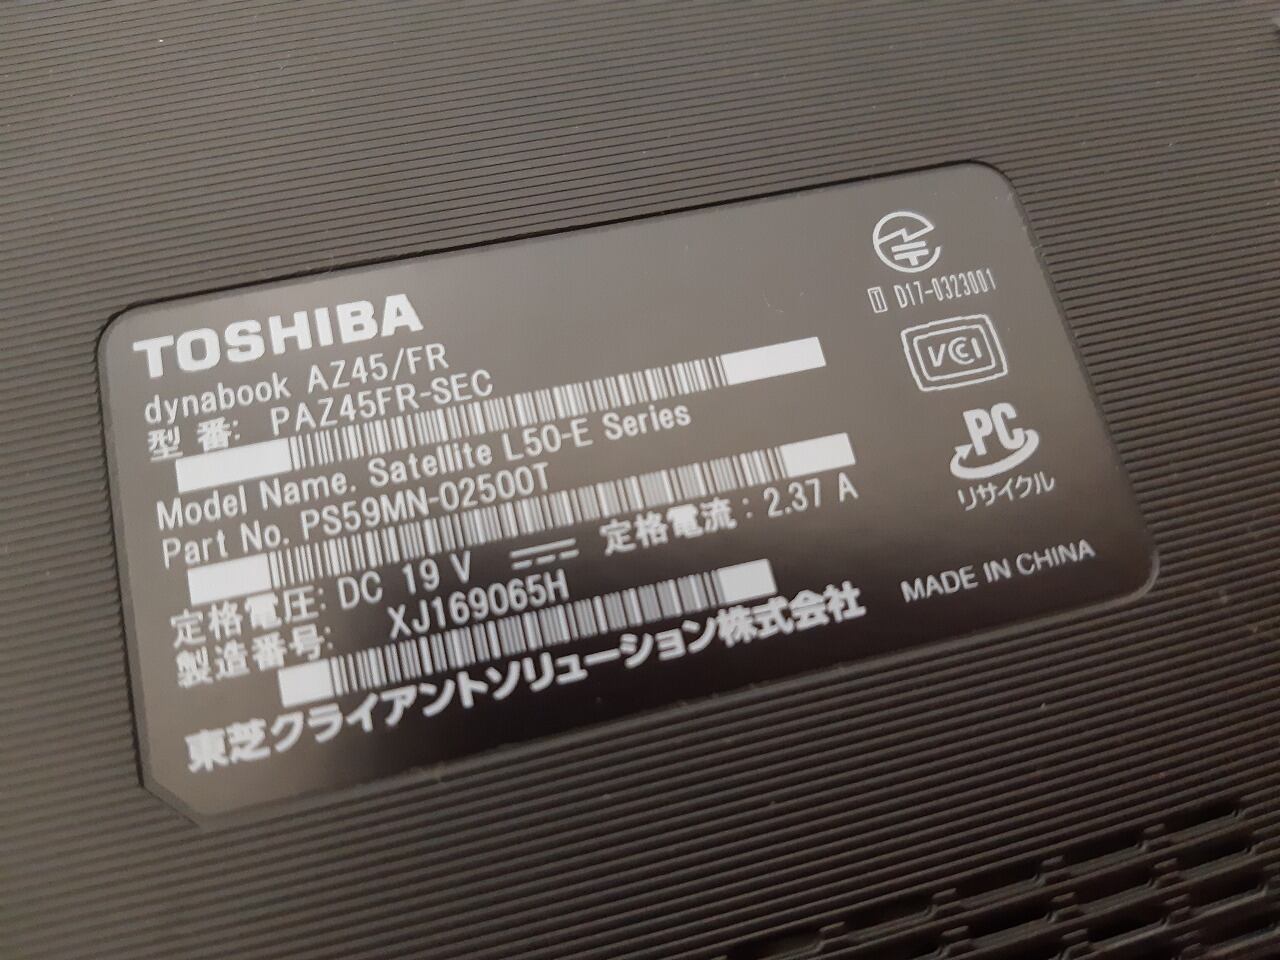 TOSHIBA
dynabook AZ45/FR
型 番: PAZ45FR-SEC
Model Name. Satellite L50-E Series
Part No. PS59MN-02500T
定格電圧: DC 19 V 定格電流: 2.37 A
製造番号: XJ169065H
東芝クライアントソリューション株式会社
T D17-0323001
VCCI
PC
リサイクル
MADE IN CHINA